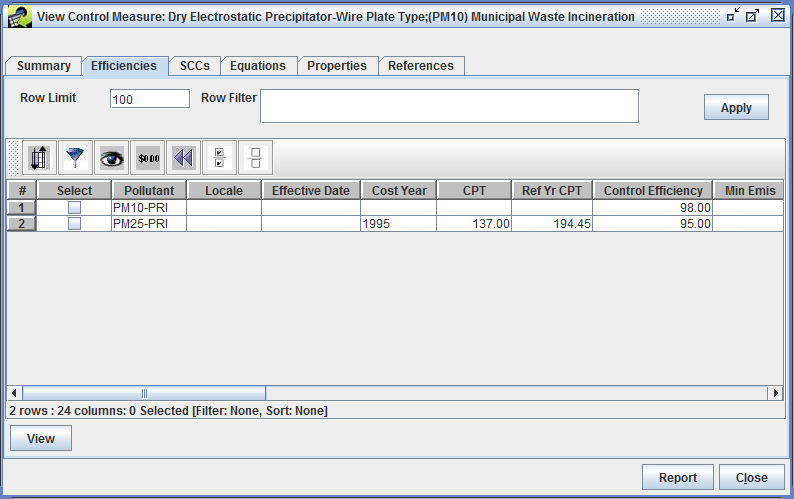 View Control Measure: Dry Electrostatic Precipitator-Wire Plate Type;(PM10) Municipal Waste Incineration
Summary Efficiencies SCCs Equations Properties References
Row Limit 100 Row Filter Apply
$0.00
# Select Pollutant Locale Effective Date Cost Year CPT Ref Yr CPT Control Efficiency Min Emis
1 PM10-PRI 98.00
2 PM25-PRI 1995 137.00 194.45 95.00
2 rows : 24 columns: 0 Selected [Filter: None, Sort: None]
View
Report Close